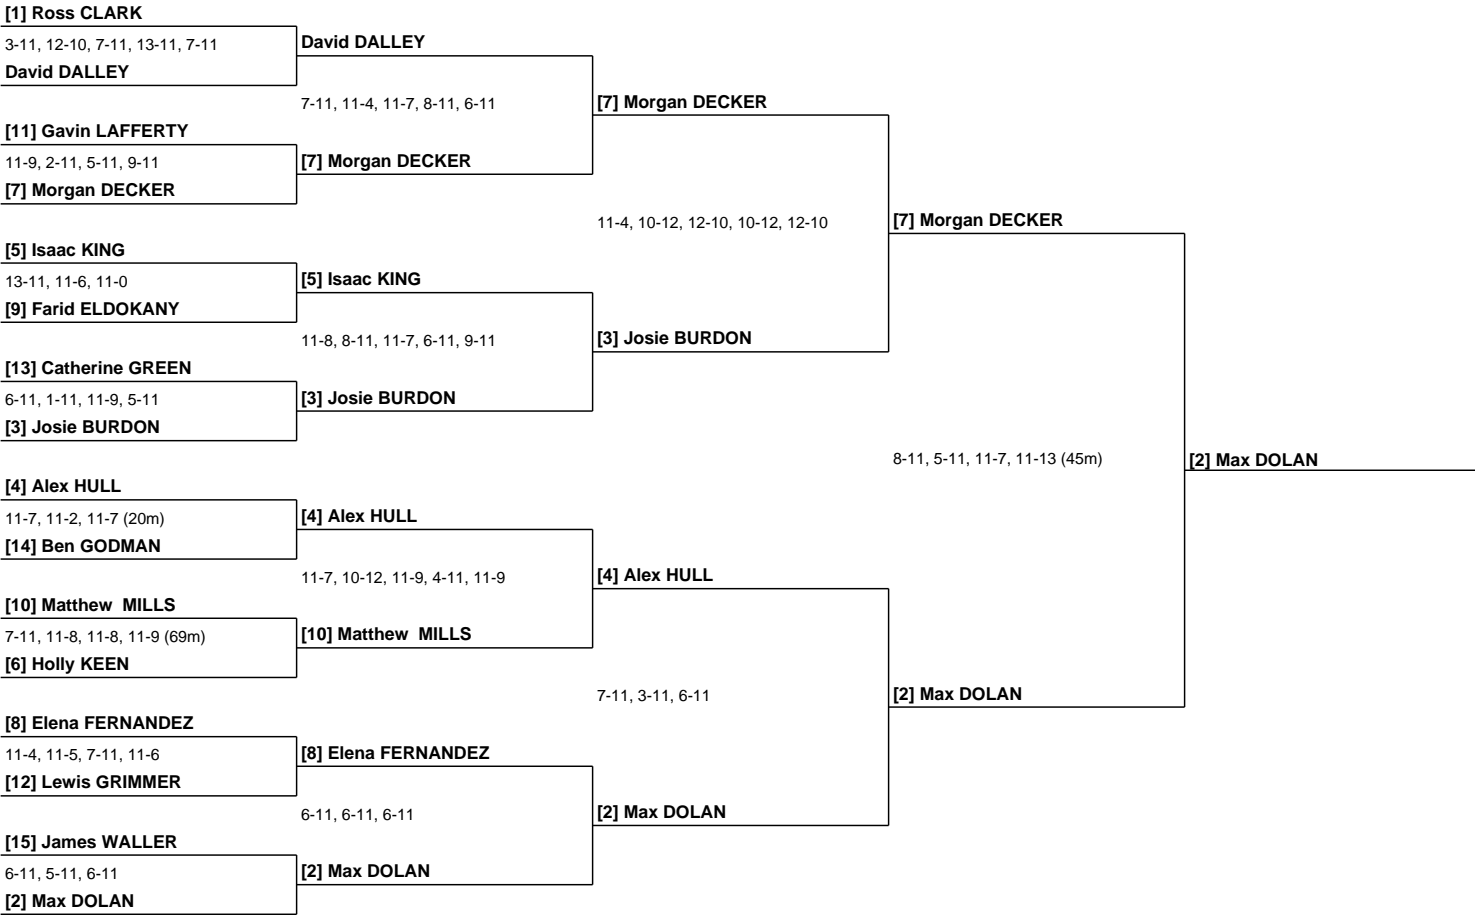 [1] Ross CLARK
3-11, 12-10, 7-11, 13-11, 7-11
David DALLEY
[11] Gavin LAFFERTY
11-9, 2-11, 5-11, 9-11
[7] Morgan DECKER
[5] Isaac KING
13-11, 11-6, 11-0
[9] Farid ELDOKANY
[13] Catherine GREEN
6-11, 1-11, 11-9, 5-11
[3] Josie BURDON
[4] Alex HULL
11-7, 11-2, 11-7 (20m)
[14] Ben GODMAN
[10] Matthew  MILLS
7-11, 11-8, 11-8, 11-9 (69m)
[6] Holly KEEN
[8] Elena FERNANDEZ
11-4, 11-5, 7-11, 11-6
[12] Lewis GRIMMER
[15] James WALLER
6-11, 5-11, 6-11
[2] Max DOLAN
David DALLEY
7-11, 11-4, 11-7, 8-11, 6-11
[7] Morgan DECKER
[5] Isaac KING
11-8, 8-11, 11-7, 6-11, 9-11
[3] Josie BURDON
[4] Alex HULL
11-7, 10-12, 11-9, 4-11, 11-9
[10] Matthew  MILLS
[8] Elena FERNANDEZ
6-11, 6-11, 6-11
[2] Max DOLAN
[7] Morgan DECKER
11-4, 10-12, 12-10, 10-12, 12-10
[3] Josie BURDON
[4] Alex HULL
7-11, 3-11, 6-11
[2] Max DOLAN
[7] Morgan DECKER
8-11, 5-11, 11-7, 11-13 (45m)
[2] Max DOLAN
[2] Max DOLAN